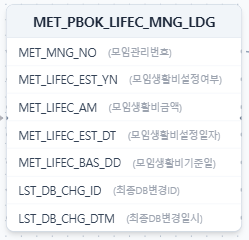 MET_PBOK_LIFEC_MNG_LDG
MET_MNG_NO (모임관리번호)
MET_LIFEC_EST_YN (모임생활비설정여부)
MET_LIFEC_AM (모임생활비금액)
MET_LIFEC_EST_DT (모임생활비설정일자)
MET_LIFEC_BAS_DD (모임생활비기준일)
LST_DB_CHG_ID (최종DB변경ID)
LST_DB_CHG_DTM (최종DB변경일시)